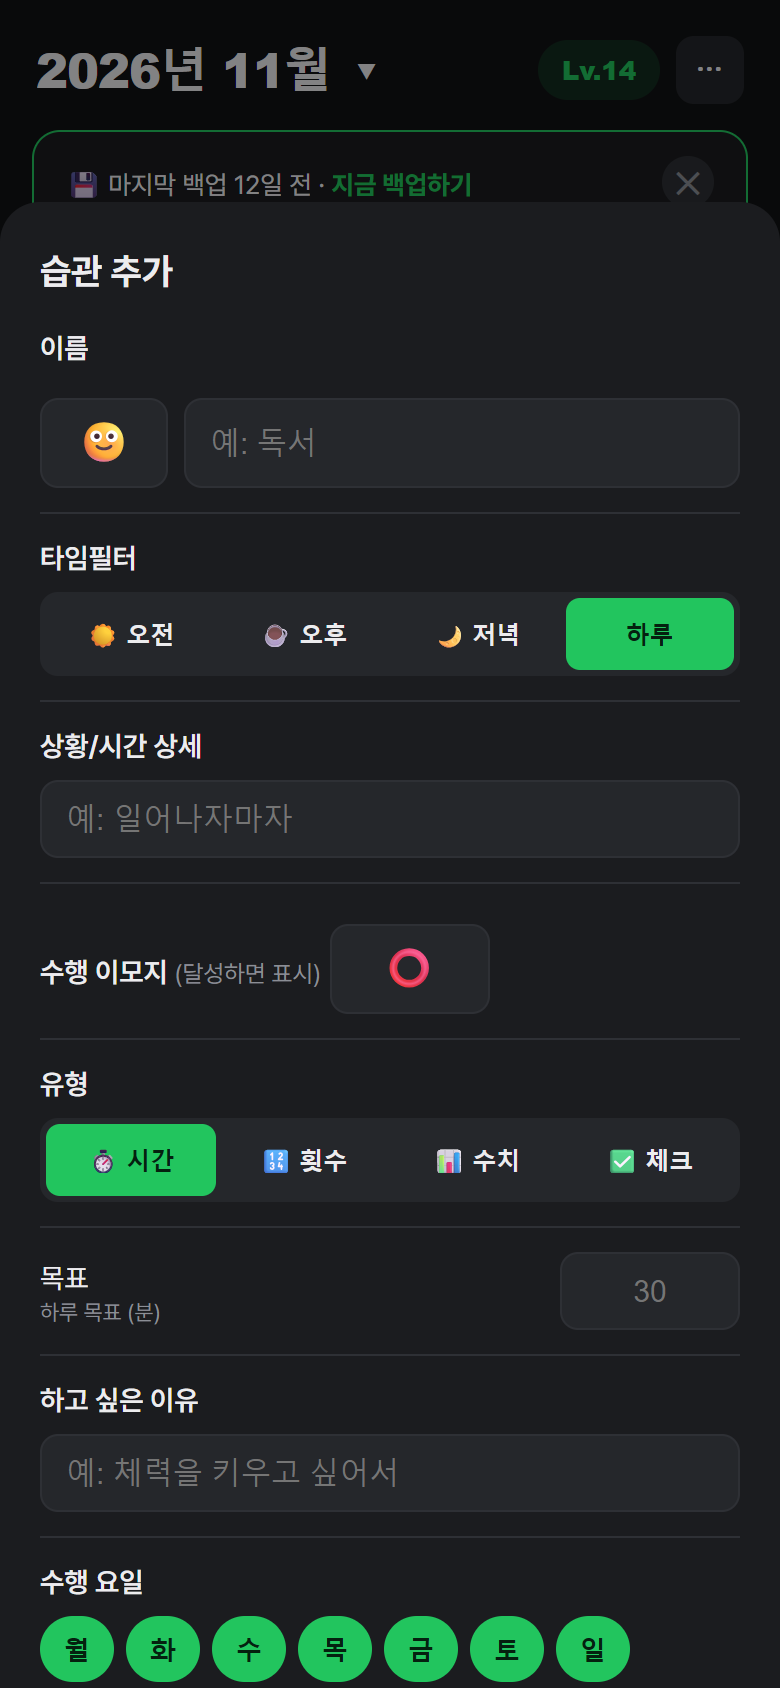 2026년 11월 ▼ Lv.14 ...
💾 마지막 백업 12일 전 · 지금 백업하기
습관 추가
이름
예: 독서
타임필터
오전 오후 저녁 하루
상황/시간 상세
예: 일어나자마자
수행 이모지 (달성하면 표시)
유형
시간 횟수 수치 체크
목표
하루 목표 (분)
30
하고 싶은 이유
예: 체력을 키우고 싶어서
수행 요일
월 화 수 목 금 토 일